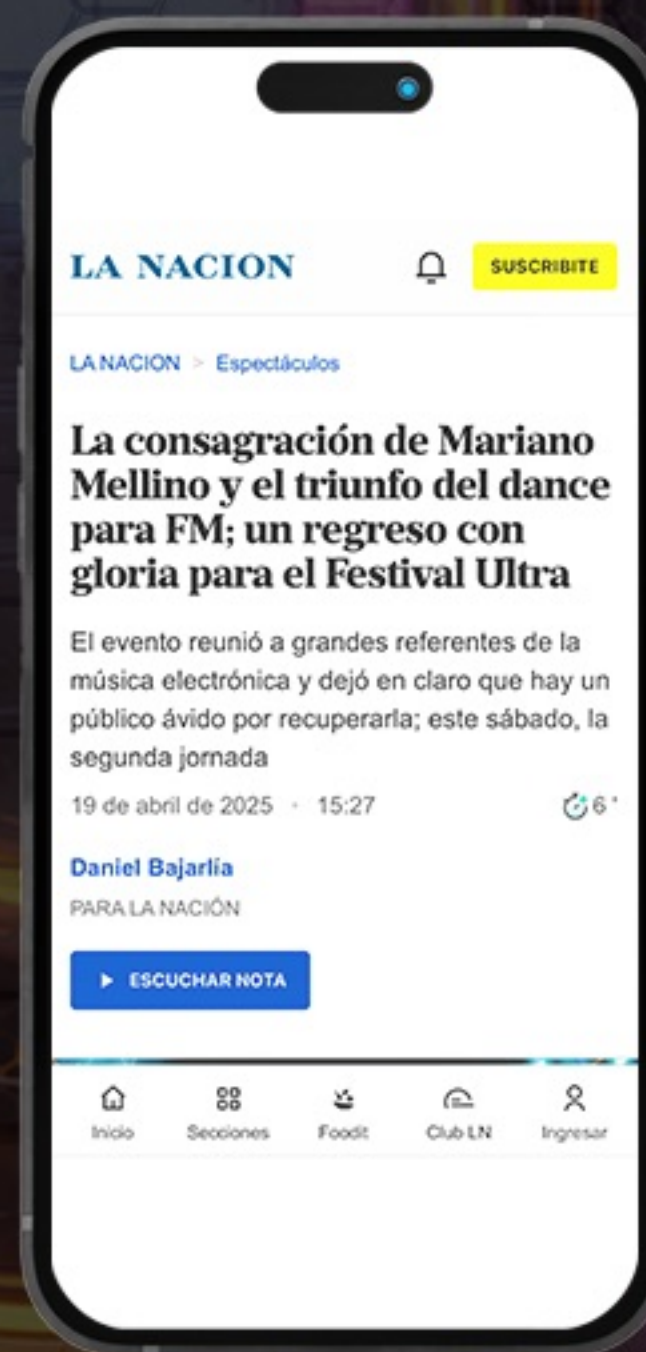 LA NACION
SUSCRIBITE
LA NACION > Espectáculos
La consagración de Mariano
Mellino y el triunfo del dance
para FM; un regreso con
gloria para el Festival Ultra
El evento reunió a grandes referentes de la
música electrónica y dejó en claro que hay un
público ávido por recuperarla; este sábado, la
segunda jornada
19 de abril de 2025 · 15:27
6'
Daniel Bajarlía
PARA LA NACIÓN
ESCUCHAR NOTA
Inicio Secciones Foodit Club LN Ingresar